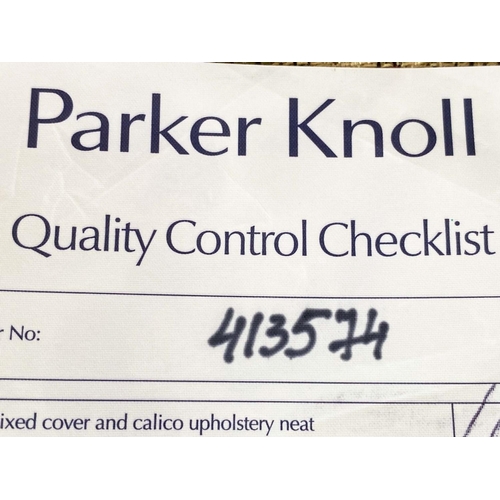 Parker Knoll
Quality Control Checklist
r No: 413574
ixed cover and calico upholstery neat